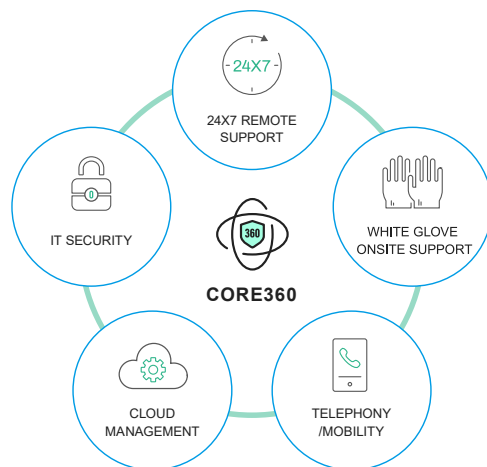 24X7
24X7 REMOTE
SUPPORT
WHITE GLOVE
ONSITE SUPPORT
IT SECURITY
360
CORE360
CLOUD
MANAGEMENT
TELEPHONY
/MOBILITY